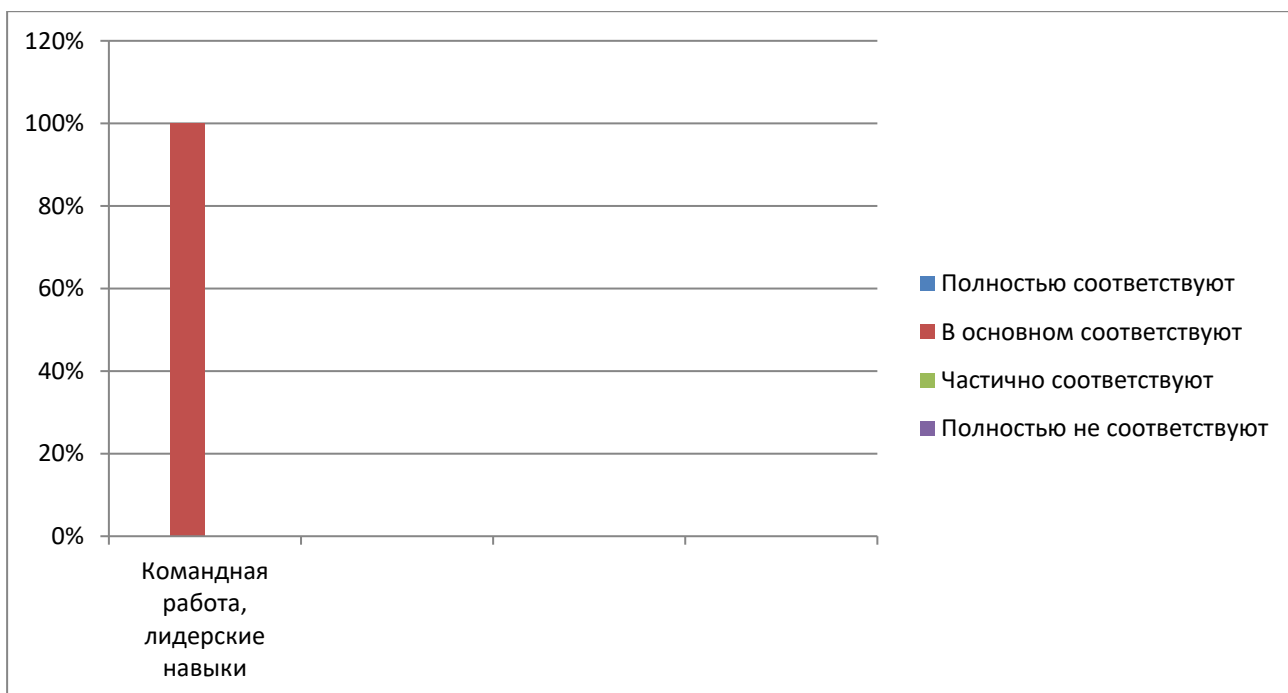 120%
100%
80%
60%
40%
20%
0%
Командная
работа,
лидерские
навыки
Полностью соответствуют
В основном соответствуют
Частично соответствуют
Полностью не соответствуют